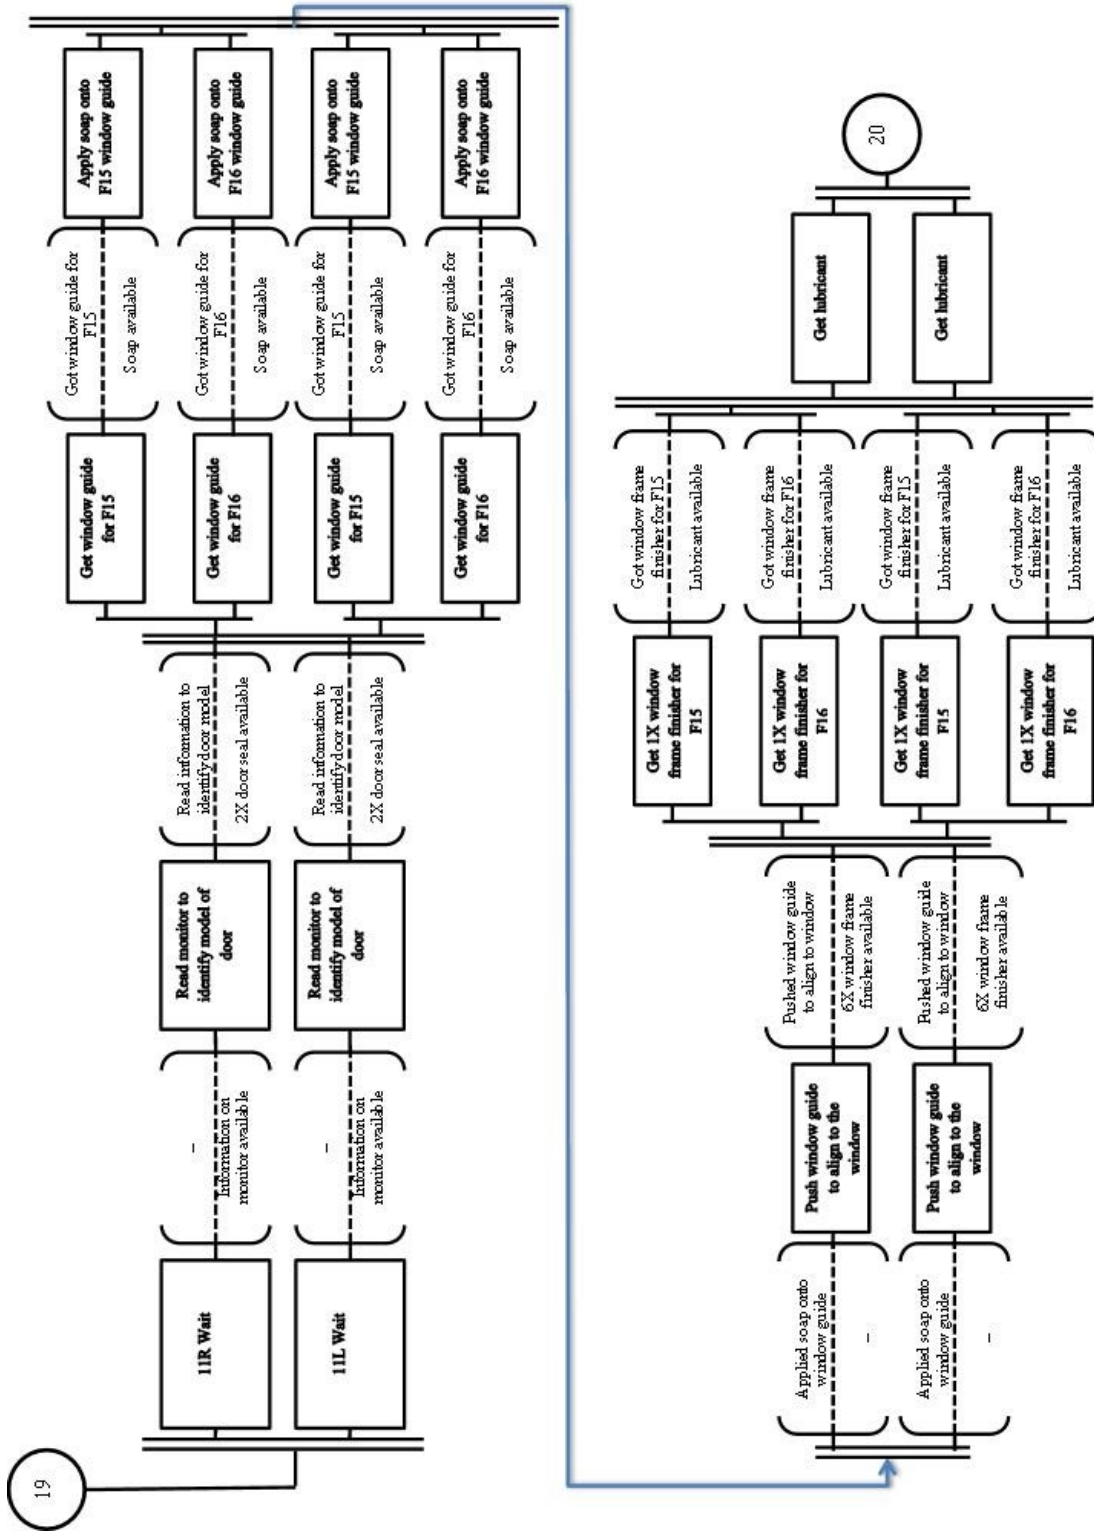 19
11R Wait
–
Information on
monitor available
Read monitor to
identify model of
door
Read information to
identify door model
2X door seal available
11L Wait
–
Information on
monitor available
Read monitor to
identify model of
door
Read information to
identify door model
2X door seal available
Get window guide
for F15
Got window guide for
F15
Soap available
Apply soap onto
F15 window guide
Get window guide
for F16
Got window guide for
F16
Soap available
Apply soap onto
F16 window guide
Get window guide
for F15
Got window guide for
F15
Soap available
Apply soap onto
F15 window guide
Get window guide
for F16
Got window guide for
F16
Soap available
Apply soap onto
F16 window guide
Applied soap onto
window guide
–
Push window guide
to align to the
window
Pushed window guide
to align to window
6X window frame
finisher available
Applied soap onto
window guide
–
Push window guide
to align to the
window
Pushed window guide
to align to window
6X window frame
finisher available
Get 1X window
frame finisher for
F15
Got window frame
finisher for F15
Lubricant available
Get 1X window
frame finisher for
F16
Got window frame
finisher for F16
Lubricant available
Get 1X window
frame finisher for
F15
Got window frame
finisher for F15
Lubricant available
Get 1X window
frame finisher for
F16
Got window frame
finisher for F16
Lubricant available
Get lubricant
Get lubricant
20